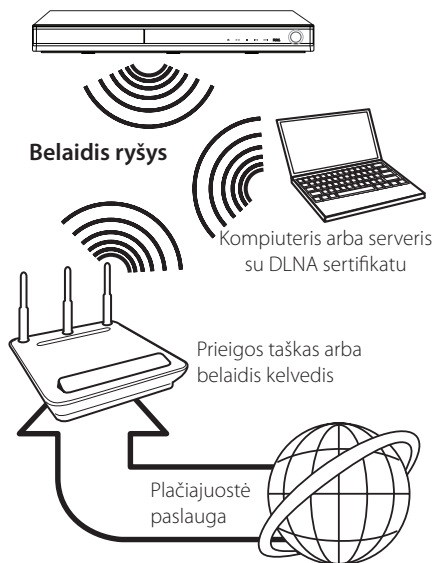 Belaidis ryšys
Kompiuteris arba serveris
su DLNA sertifikatu
Prieigos taškas arba
belaidis kelvedis
Plačiajuostė
paslauga